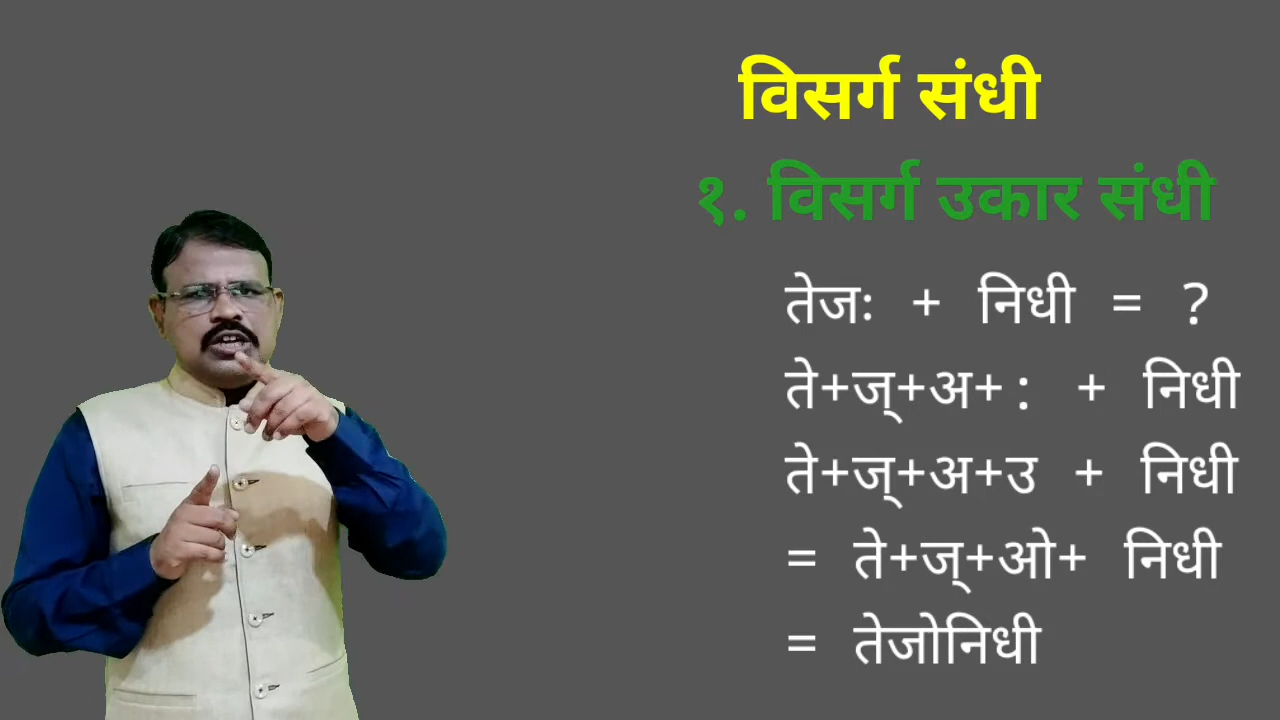 विसर्ग संधी
१. विसर्ग उकार संधी
तेजः + निधी = ?
ते+ज्+अ+ : + निधी
ते+ज्+अ+उ + निधी
= ते+ज्+ओ+ निधी
= तेजोनिधी